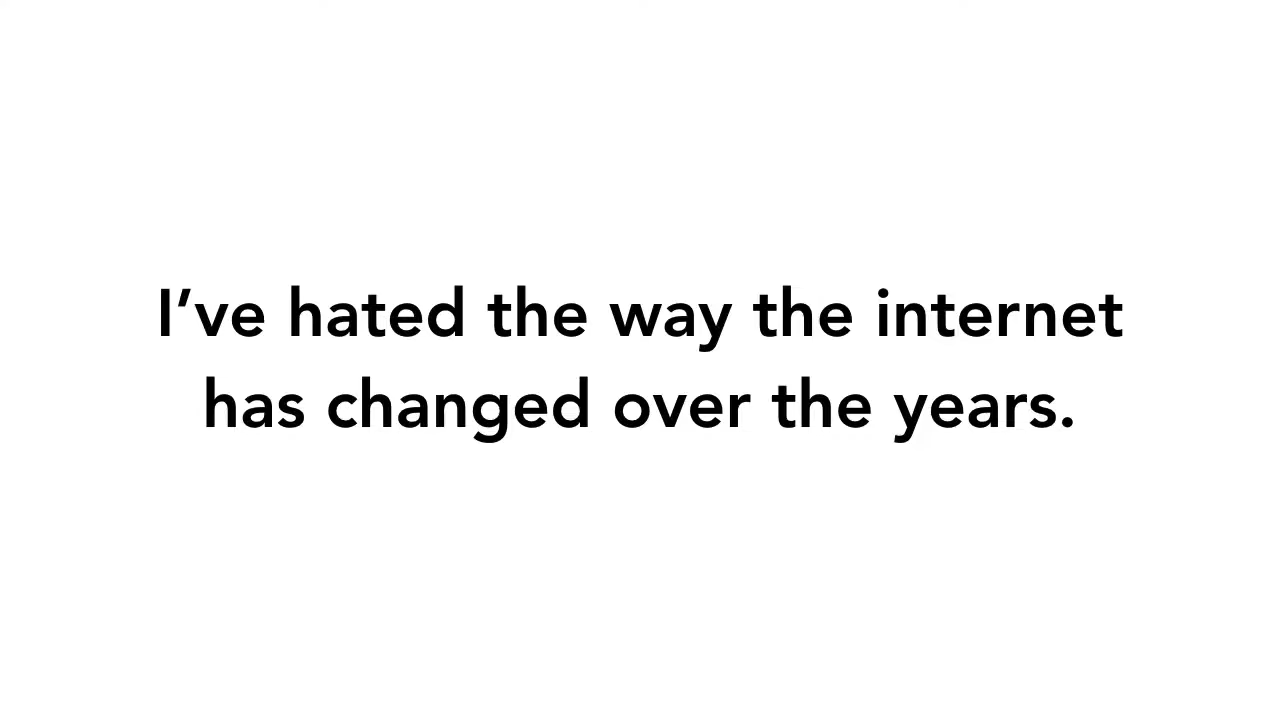 I’ve hated the way the internet
has changed over the years.